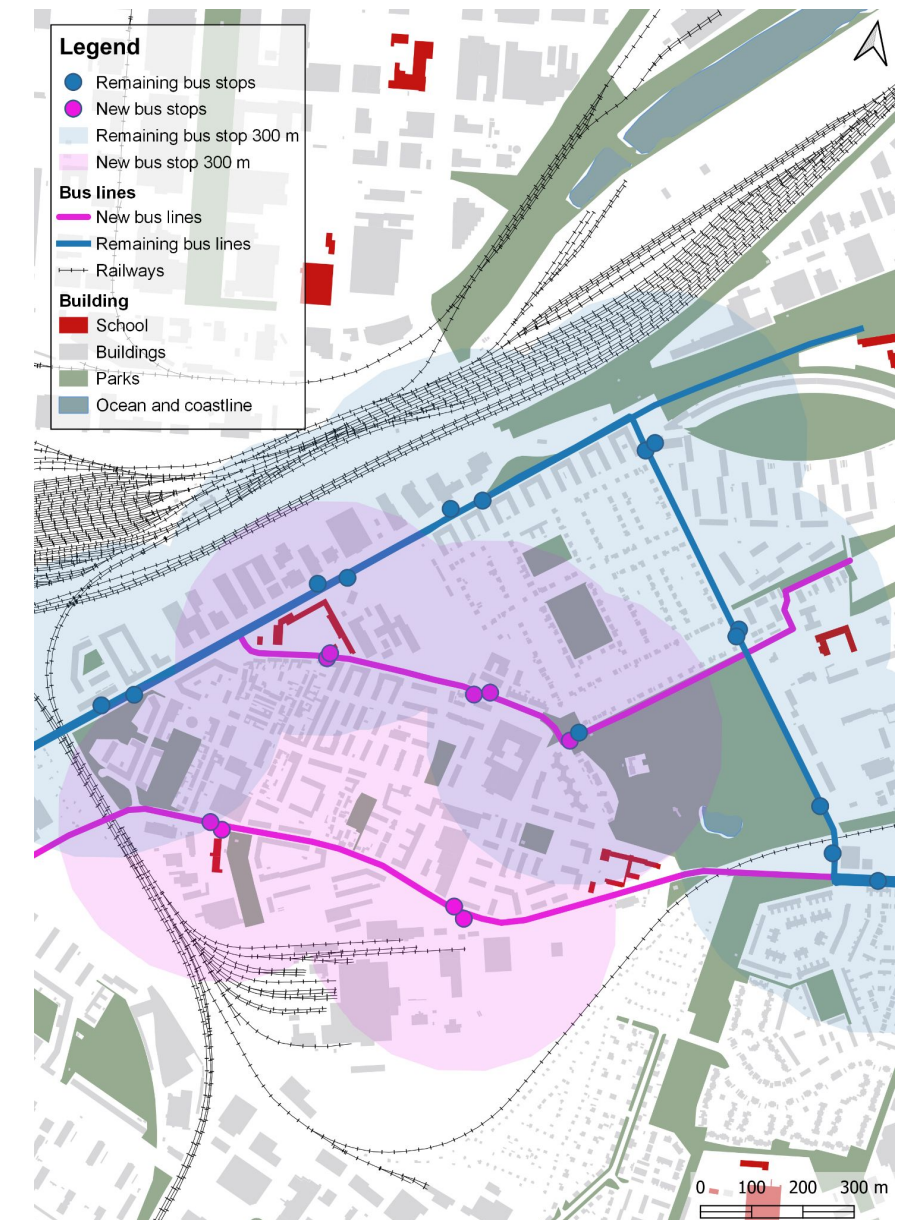 Legend
Remaining bus stops
New bus stops
Remaining bus stop 300 m
New bus stop 300 m
Bus lines
New bus lines
Remaining bus lines
Railways
Building
School
Buildings
Parks
Ocean and coastline
0 100 200 300 m